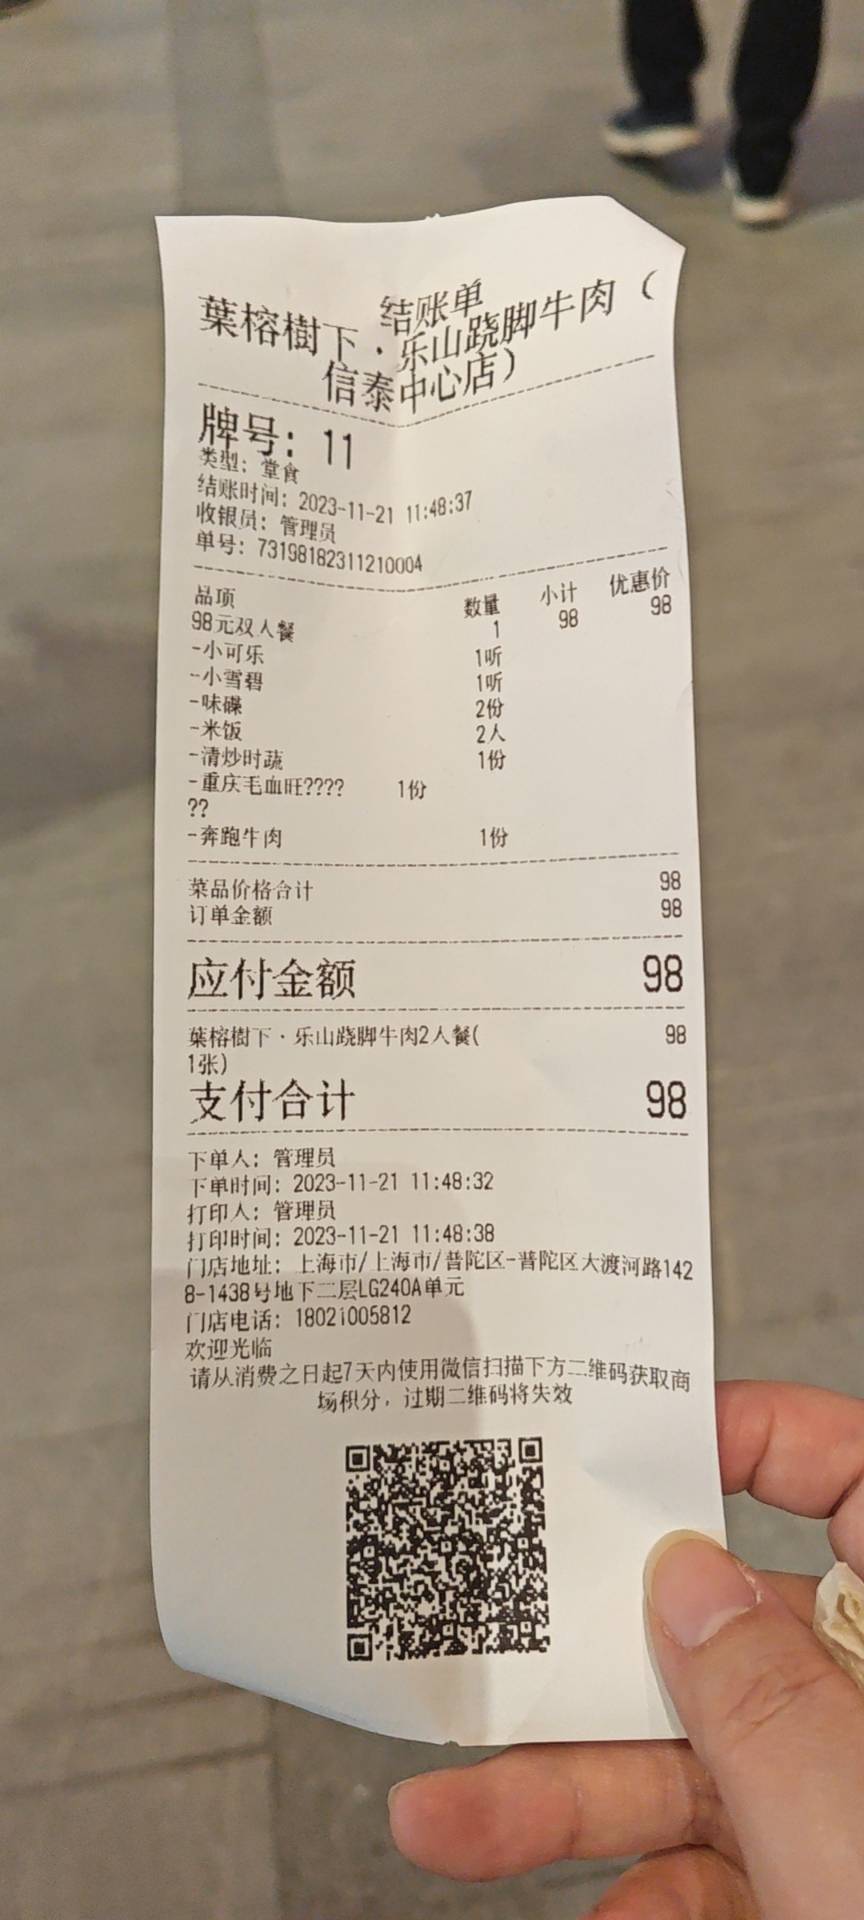 结账单
葉榕樹下·乐山跷脚牛肉（
信泰中心店）
牌号: 11
类型: 堂食
结账时间: 2023-11-21 11:48:37
收银员: 管理员
单号: 73198182311210004
品项 数量 小计 优惠价
98元双人餐 1 98 98
-小可乐 1听
-小雪碧 1听
-味碟 2份
-米饭 2人
-清炒时蔬 1份
-重庆毛血旺???? 1份
??
-奔跑牛肉 1份
菜品价格合计 98
订单金额 98
应付金额 98
葉榕樹下·乐山跷脚牛肉2人餐( 98
1张)
支付合计 98
下单人: 管理员
下单时间: 2023-11-21 11:48:32
打印人: 管理员
打印时间: 2023-11-21 11:48:38
门店地址: 上海市/上海市/普陀区-普陀区大渡河路142
8-1438号地下二层LG240A单元
门店电话: 18021005812
欢迎光临
请从消费之日起7天内使用微信扫描下方二维码获取商
场积分，过期二维码将失效